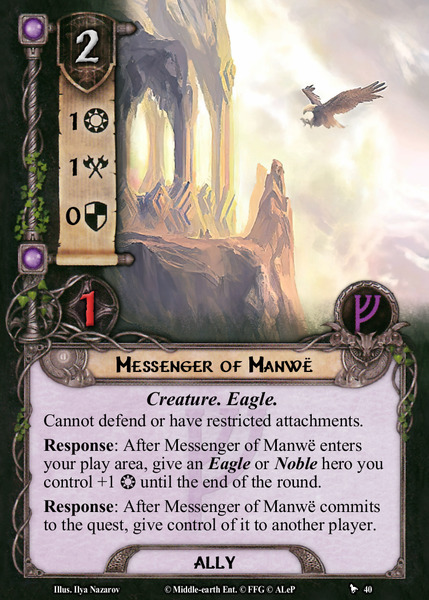 2
1
1
0
1
Messenger of Manwë
Creature. Eagle.
Cannot defend or have restricted attachments.
Response: After Messenger of Manwë enters
your play area, give an Eagle or Noble hero you
control +1 until the end of the round.
Response: After Messenger of Manwë commits
to the quest, give control of it to another player.
ALLY
Illus. Ilya Nazarov © Middle-earth Ent. © FFG © ALeP 40